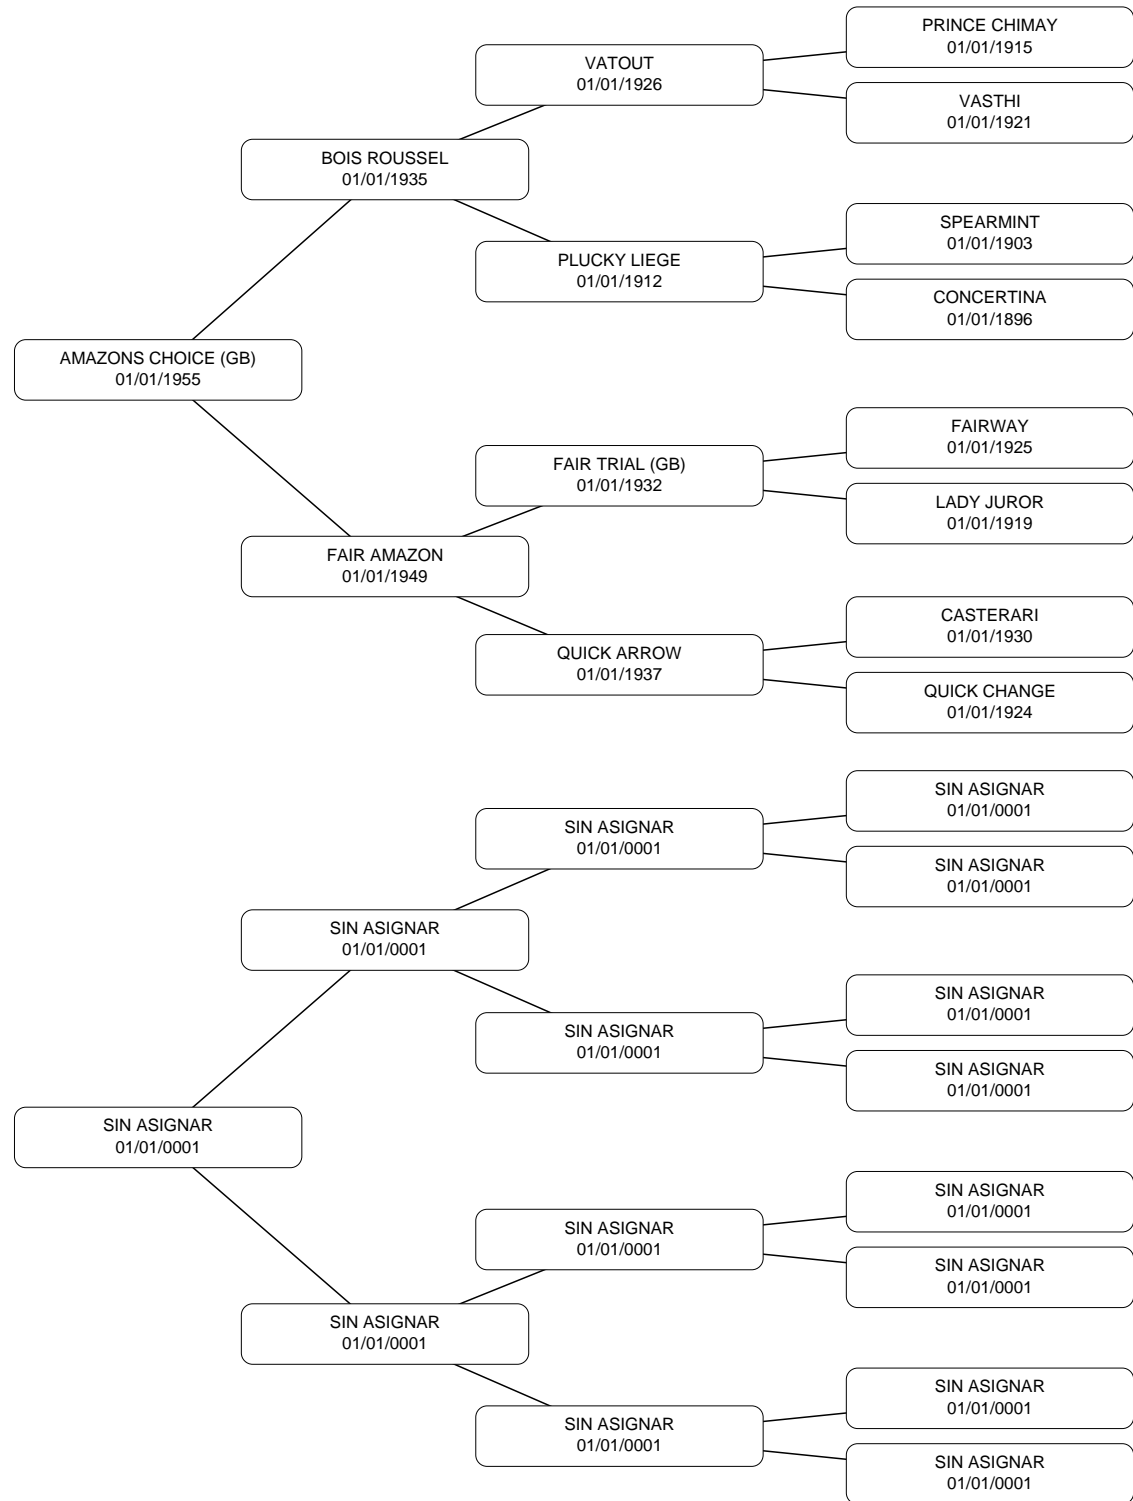 PRINCE CHIMAY
01/01/1915
VATOUT
01/01/1926
VASTHI
01/01/1921
BOIS ROUSSEL
01/01/1935
SPEARMINT
01/01/1903
PLUCKY LIEGE
01/01/1912
CONCERTINA
01/01/1896
AMAZONS CHOICE (GB)
01/01/1955
FAIRWAY
01/01/1925
FAIR TRIAL (GB)
01/01/1932
LADY JUROR
01/01/1919
FAIR AMAZON
01/01/1949
CASTERARI
01/01/1930
QUICK ARROW
01/01/1937
QUICK CHANGE
01/01/1924
SIN ASIGNAR
01/01/0001
SIN ASIGNAR
01/01/0001
SIN ASIGNAR
01/01/0001
SIN ASIGNAR
01/01/0001
SIN ASIGNAR
01/01/0001
SIN ASIGNAR
01/01/0001
SIN ASIGNAR
01/01/0001
SIN ASIGNAR
01/01/0001
SIN ASIGNAR
01/01/0001
SIN ASIGNAR
01/01/0001
SIN ASIGNAR
01/01/0001
SIN ASIGNAR
01/01/0001
SIN ASIGNAR
01/01/0001
SIN ASIGNAR
01/01/0001
SIN ASIGNAR
01/01/0001